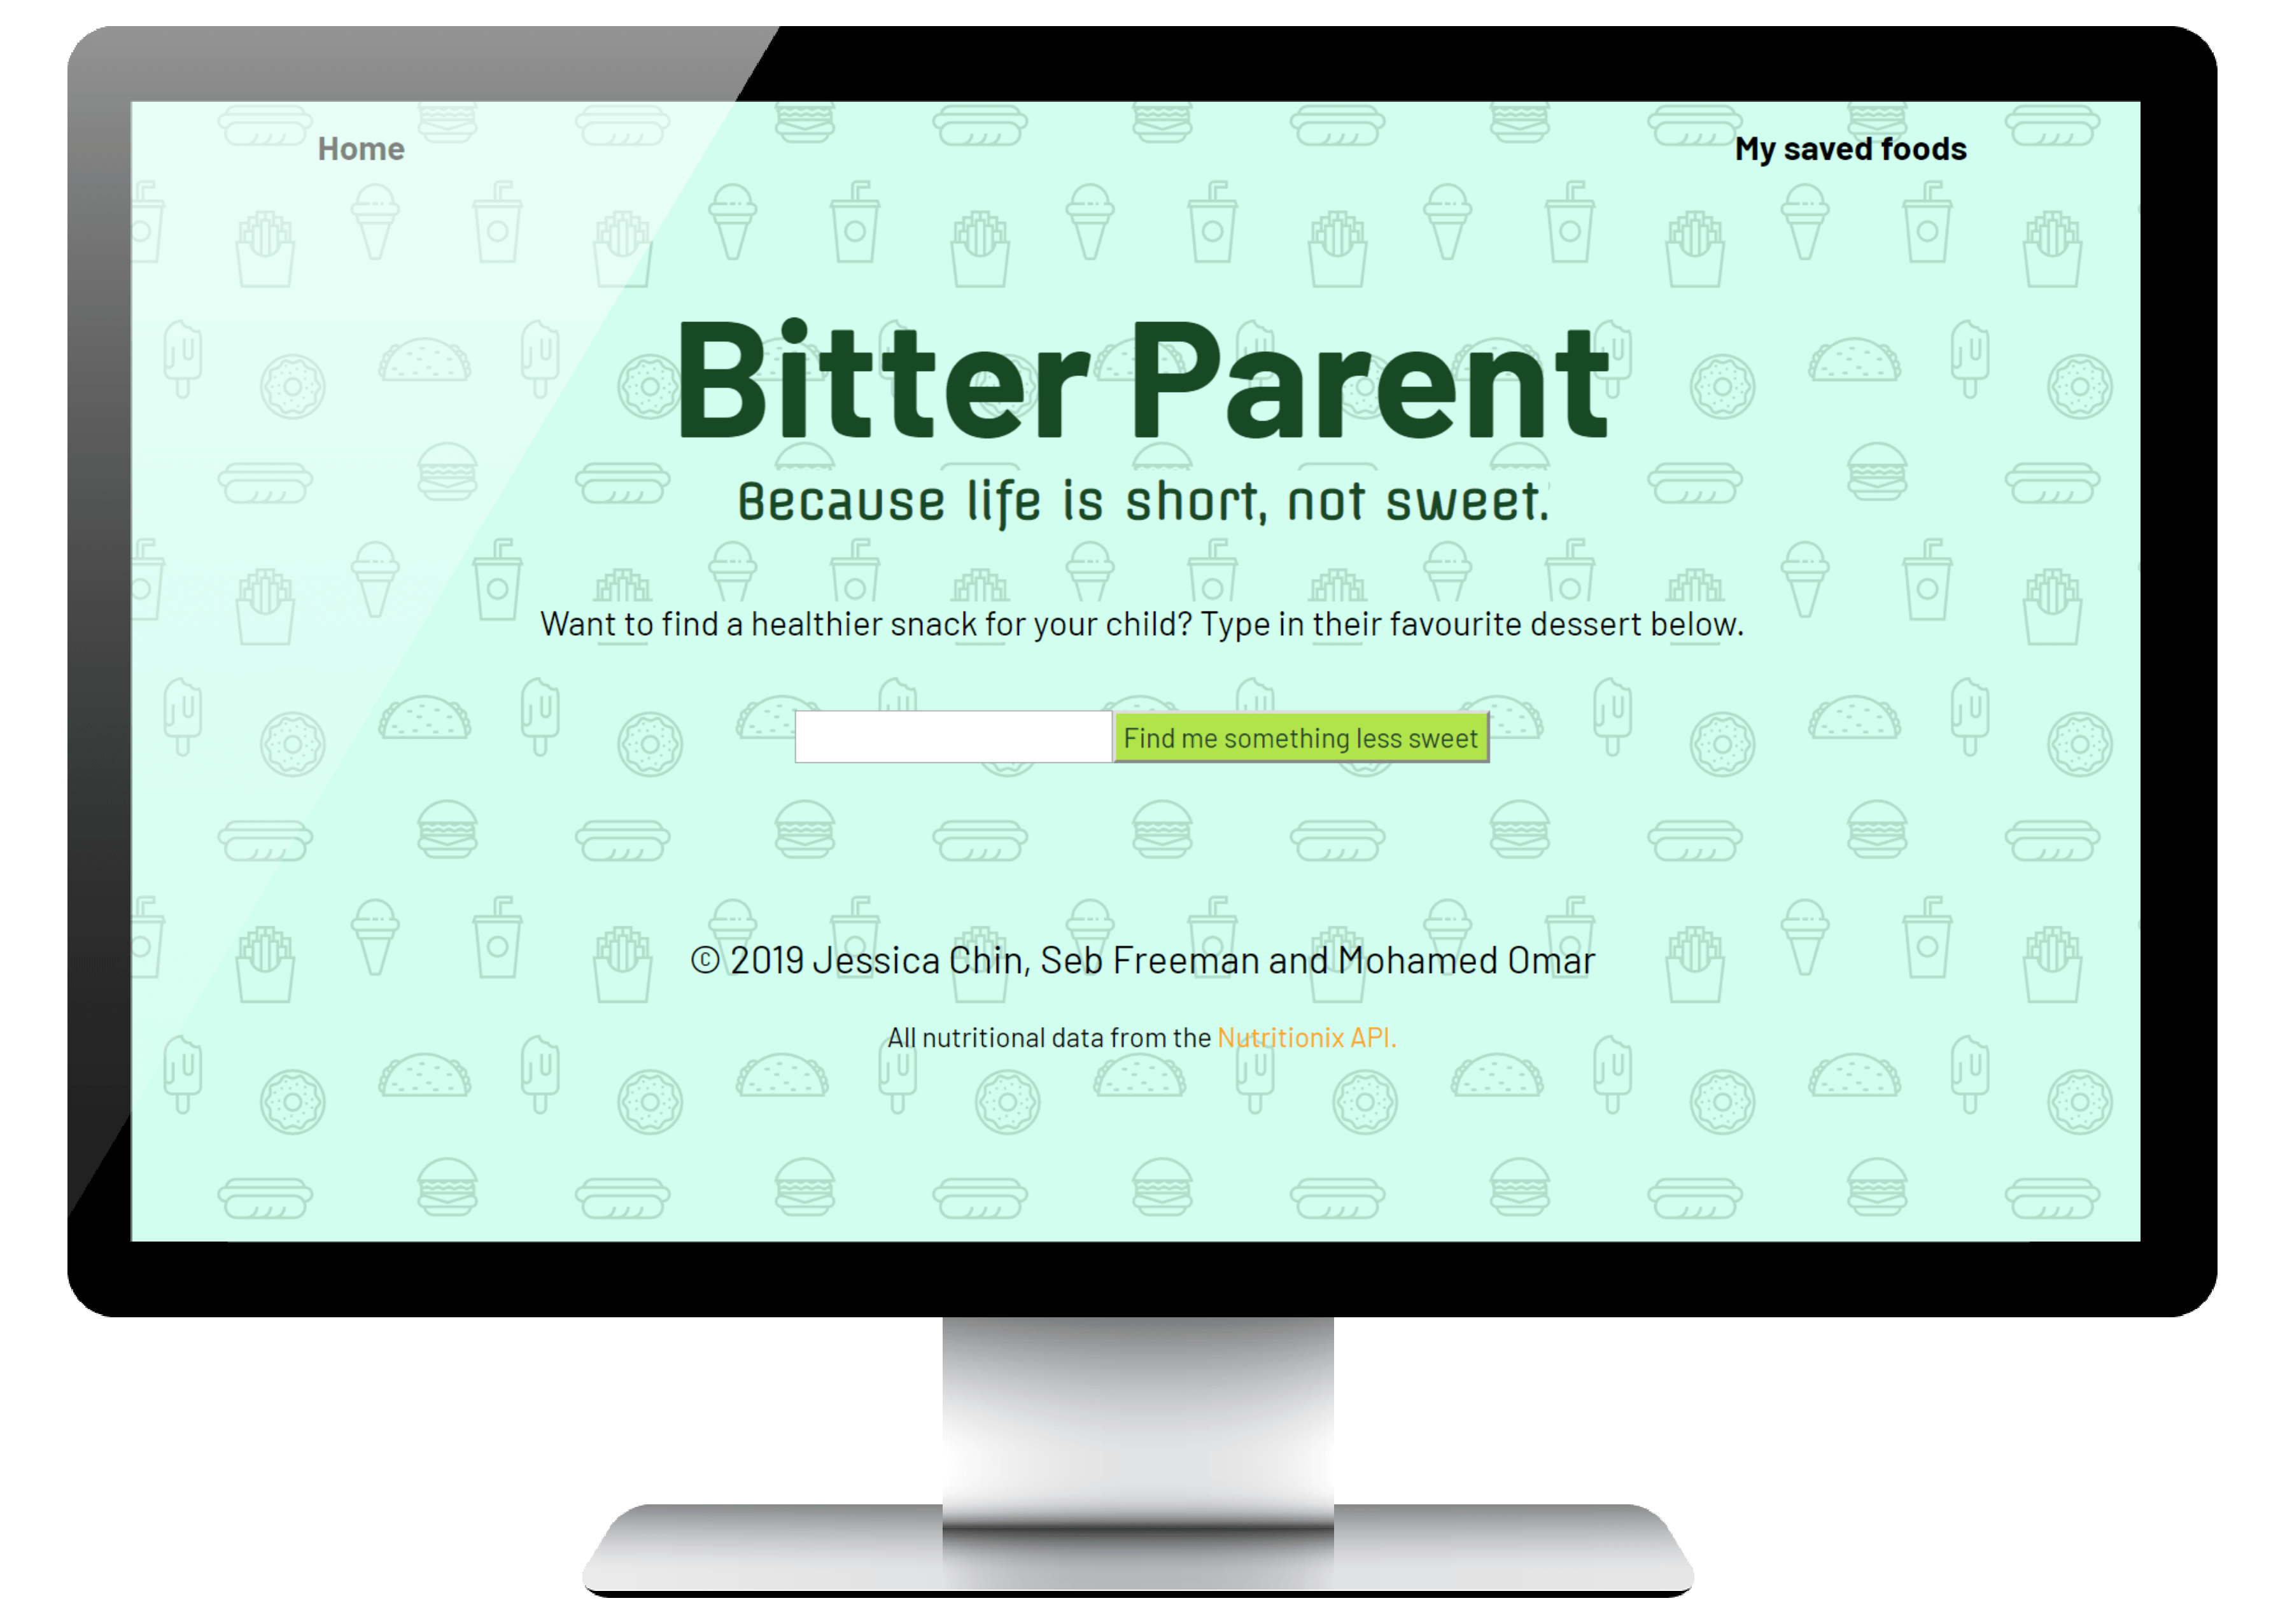 Home
My saved foods
Bitter Parent
Because life is short, not sweet.
Want to find a healthier snack for your child? Type in their favourite dessert below.
Find me something less sweet
© 2019 Jessica Chin, Seb Freeman and Mohamed Omar
All nutritional data from the Nutritionix API.